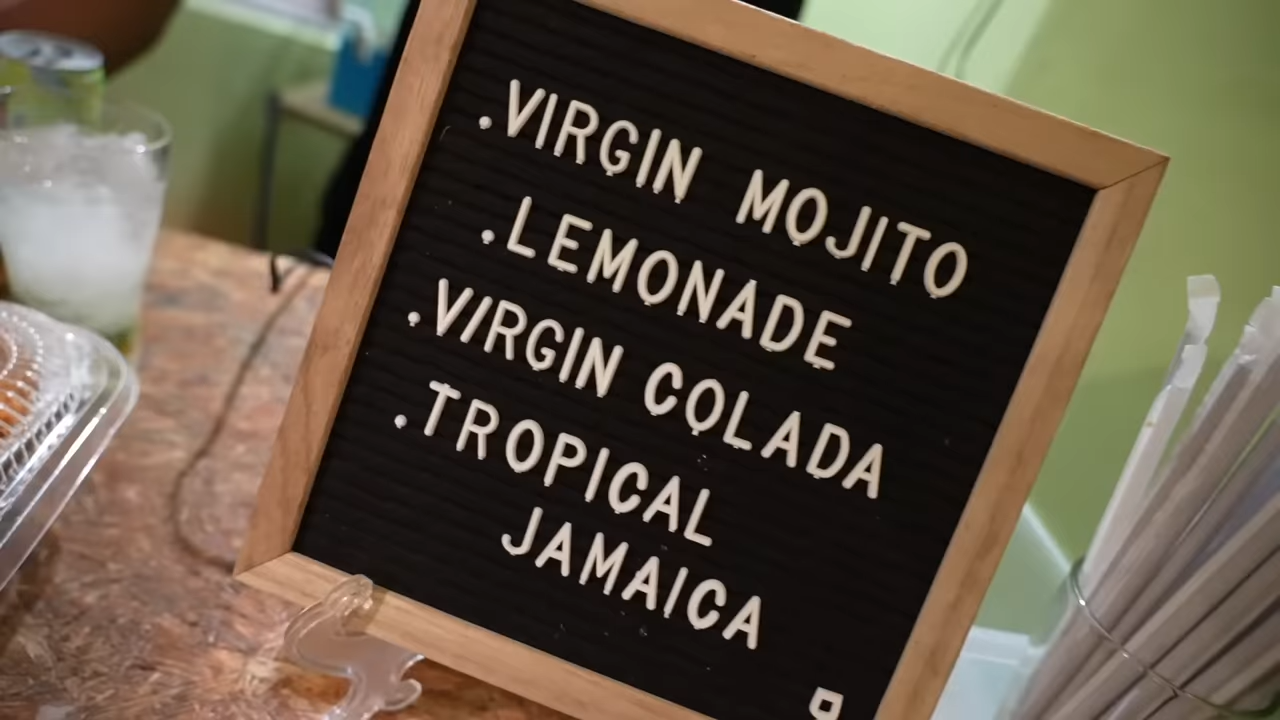 .VIRGIN MOJITO
.LEMONADE
.VIRGIN COLADA
.TROPICAL
JAMAICA